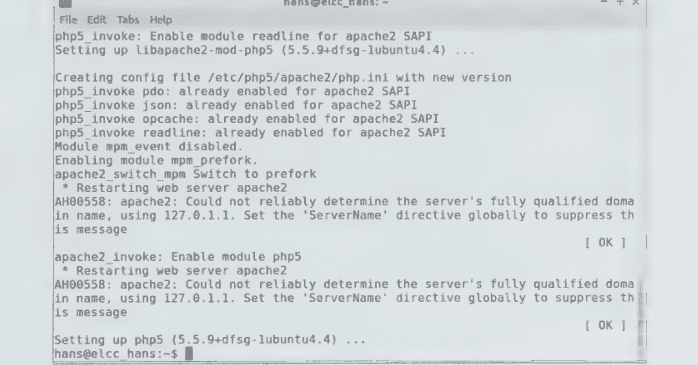 hans@elcc_hans: ~
File Edit Tabs Help
php5_invoke: Enable module readline for apache2 SAPI
Setting up libapache2-mod-php5 (5.5.9+dfsg-1ubuntu4.4) ...
Creating config file /etc/php5/apache2/php.ini with new version
php5_invoke pdo: already enabled for apache2 SAPI
php5_invoke json: already enabled for apache2 SAPI
php5_invoke opcache: already enabled for apache2 SAPI
php5_invoke readline: already enabled for apache2 SAPI
Module mpm_event disabled.
Enabling module mpm_prefork.
apache2_switch_mpm Switch to prefork
* Restarting web server apache2
AH00558: apache2: Could not reliably determine the server's fully qualified doma
in name, using 127.0.1.1. Set the 'ServerName' directive globally to suppress th
is message
[ OK ]
apache2_invoke: Enable module php5
* Restarting web server apache2
AH00558: apache2: Could not reliably determine the server's fully qualified doma
in name, using 127.0.1.1. Set the 'ServerName' directive globally to suppress th
is message
[ OK ]
Setting up php5 (5.5.9+dfsg-1ubuntu4.4) ...
hans@elcc_hans:~$